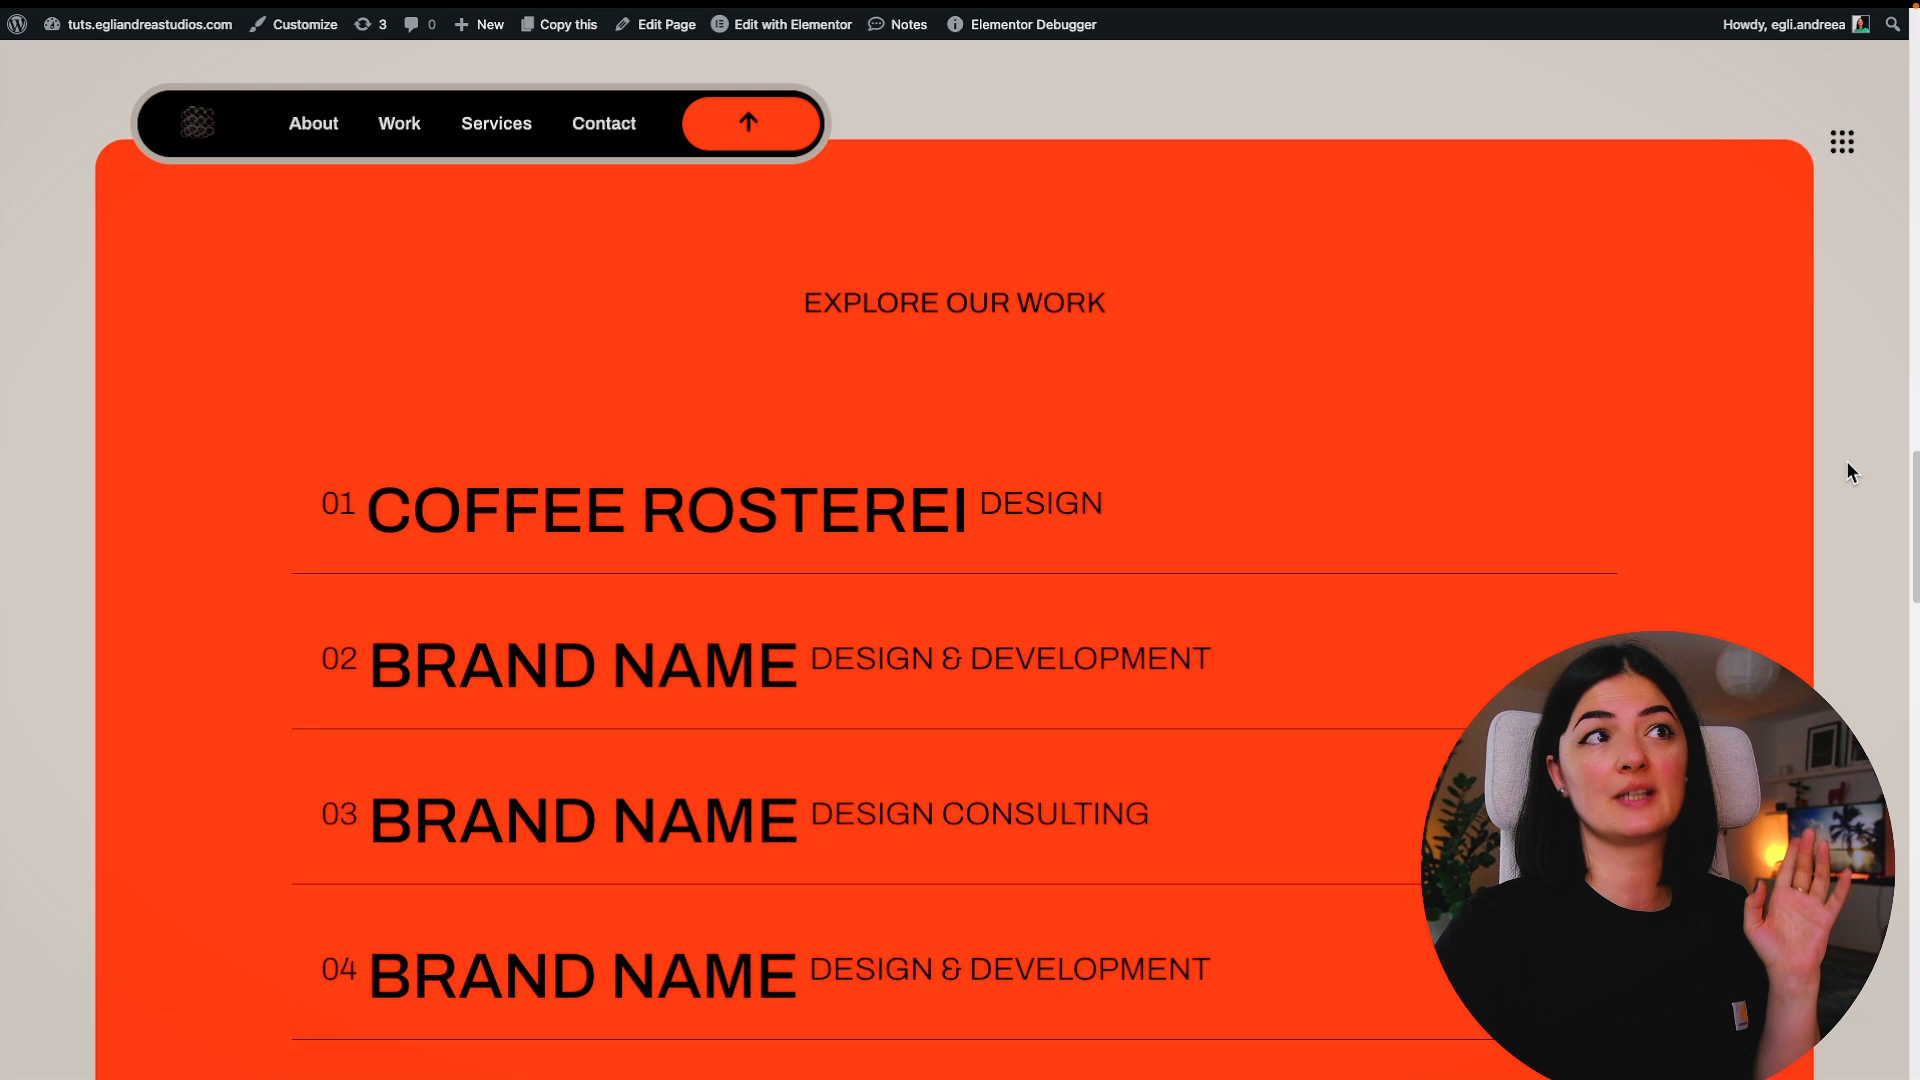 tuts.egliandreastudios.com Customize 3 0 New Copy this Edit Page Edit with Elementor Notes Elementor Debugger Howdy, egli.andreea
About Work Services Contact
EXPLORE OUR WORK
01 COFFEE ROSTEREI DESIGN
02 BRAND NAME DESIGN & DEVELOPMENT
03 BRAND NAME DESIGN CONSULTING
04 BRAND NAME DESIGN & DEVELOPMENT